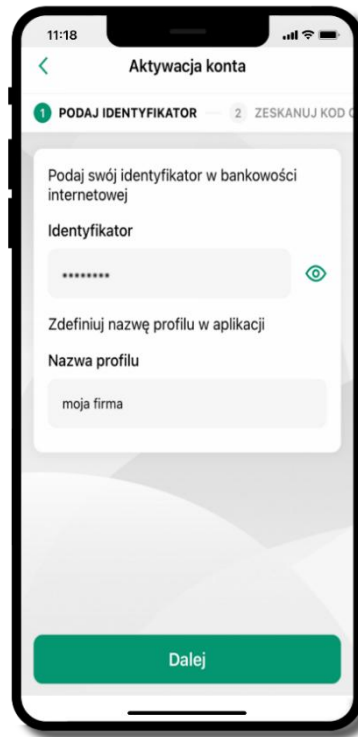 11:18
Aktywacja konta
1 PODAJ IDENTYFIKATOR 2 ZESKANUJ KOD
Podaj swój identyfikator w bankowości
internetowej
Identyfikator
********
Zdefiniuj nazwę profilu w aplikacji
Nazwa profilu
moja firma
Dalej